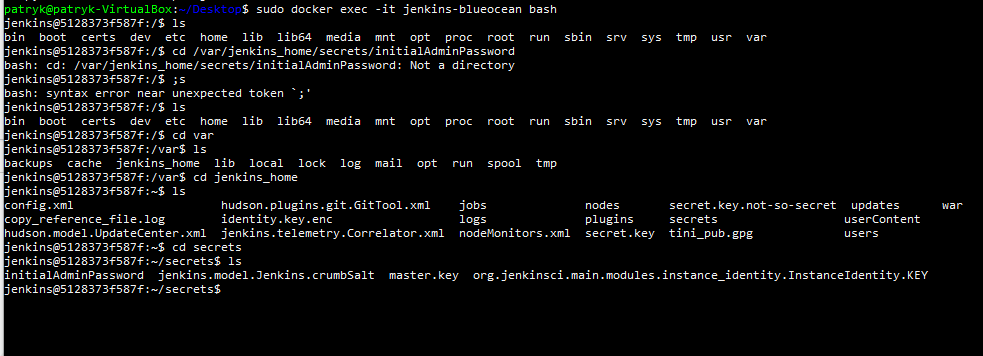 patryk@patryk-VirtualBox:~/Desktop$ sudo docker exec -it jenkins-blueocean bash
jenkins@5128373f587f:/$ ls
bin  boot  certs  dev  etc  home  lib  lib64  media  mnt  opt  proc  root  run  sbin  srv  sys  tmp  usr  var
jenkins@5128373f587f:/$ cd /var/jenkins_home/secrets/initialAdminPassword
bash: cd: /var/jenkins_home/secrets/initialAdminPassword: Not a directory
jenkins@5128373f587f:/$ ;s
bash: syntax error near unexpected token `;'
jenkins@5128373f587f:/$ ls
bin  boot  certs  dev  etc  home  lib  lib64  media  mnt  opt  proc  root  run  sbin  srv  sys  tmp  usr  var
jenkins@5128373f587f:/$ cd var
jenkins@5128373f587f:/var$ ls
backups  cache  jenkins_home  lib  local  lock  log  mail  opt  run  spool  tmp
jenkins@5128373f587f:/var$ cd jenkins_home
jenkins@5128373f587f:~$ ls
config.xml                     hudson.plugins.git.GitTool.xml    jobs              nodes       secret.key.not-so-secret  updates      war
copy_reference_file.log        identity.key.enc                  logs              plugins     secrets                   userContent
hudson.model.UpdateCenter.xml  jenkins.telemetry.Correlator.xml  nodeMonitors.xml  secret.key  tini_pub.gpg              users
jenkins@5128373f587f:~$ cd secrets
jenkins@5128373f587f:~/secrets$ ls
initialAdminPassword  jenkins.model.Jenkins.crumbSalt  master.key  org.jenkinsci.main.modules.instance_identity.InstanceIdentity.KEY
jenkins@5128373f587f:~/secrets$